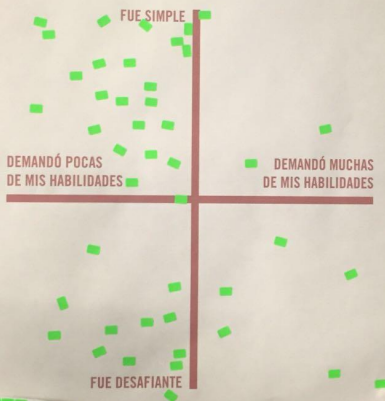 FUE SIMPLE
DEMANDÓ POCAS
DE MIS HABILIDADES
DEMANDÓ MUCHAS
DE MIS HABILIDADES
FUE DESAFIANTE